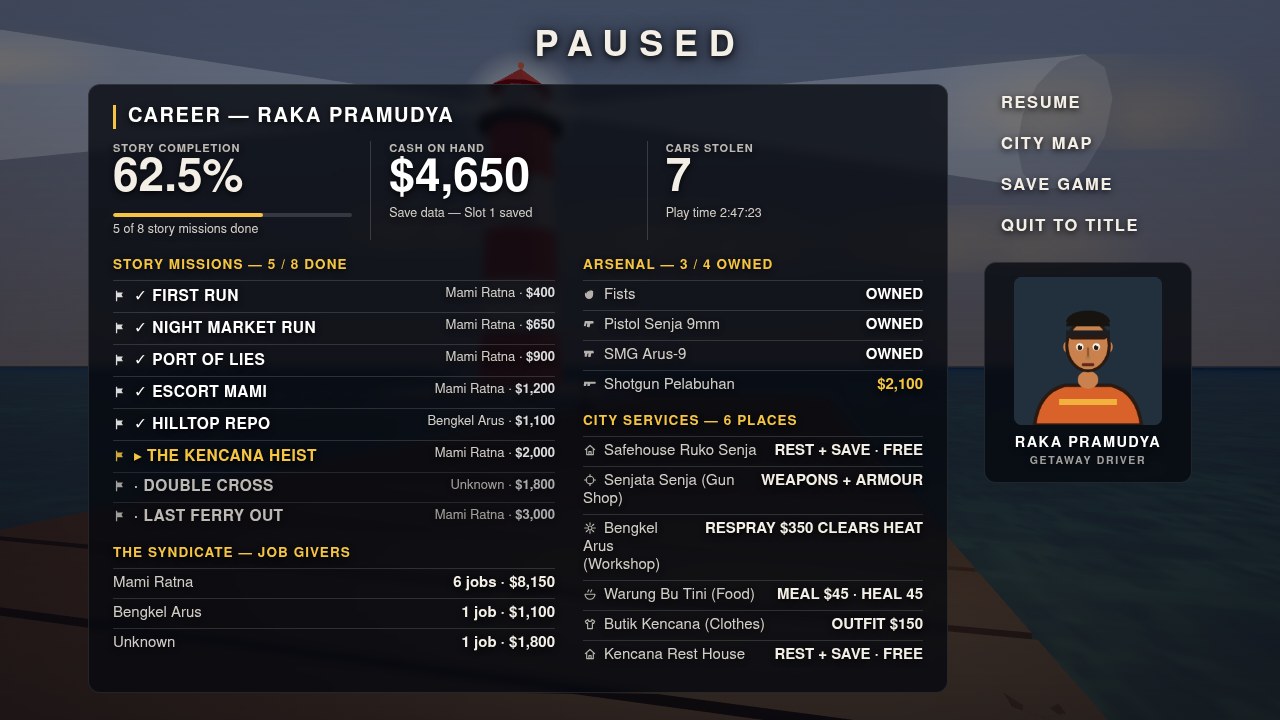 PAUSED
CAREER — RAKA PRAMUDYA
STORY COMPLETION
62.5%
5 of 8 story missions done
CASH ON HAND
$4,650
Save data — Slot 1 saved
CARS STOLEN
7
Play time 2:47:23
STORY MISSIONS — 5 / 8 DONE
✓ FIRST RUN Mami Ratna · $400
✓ NIGHT MARKET RUN Mami Ratna · $650
✓ PORT OF LIES Mami Ratna · $900
✓ ESCORT MAMI Mami Ratna · $1,200
✓ HILLTOP REPO Bengkel Arus · $1,100
▸ THE KENCANA HEIST Mami Ratna · $2,000
· DOUBLE CROSS Unknown · $1,800
· LAST FERRY OUT Mami Ratna · $3,000
THE SYNDICATE — JOB GIVERS
Mami Ratna 6 jobs · $8,150
Bengkel Arus 1 job · $1,100
Unknown 1 job · $1,800
ARSENAL — 3 / 4 OWNED
Fists OWNED
Pistol Senja 9mm OWNED
SMG Arus-9 OWNED
Shotgun Pelabuhan $2,100
CITY SERVICES — 6 PLACES
Safehouse Ruko Senja REST + SAVE · FREE
Senjata Senja (Gun WEAPONS + ARMOUR
Shop)
Bengkel RESPRAY $350 CLEARS HEAT
Arus
(Workshop)
Warung Bu Tini (Food) MEAL $45 · HEAL 45
Butik Kencana (Clothes) OUTFIT $150
Kencana Rest House REST + SAVE · FREE
RESUME
CITY MAP
SAVE GAME
QUIT TO TITLE
RAKA PRAMUDYA
GETAWAY DRIVER